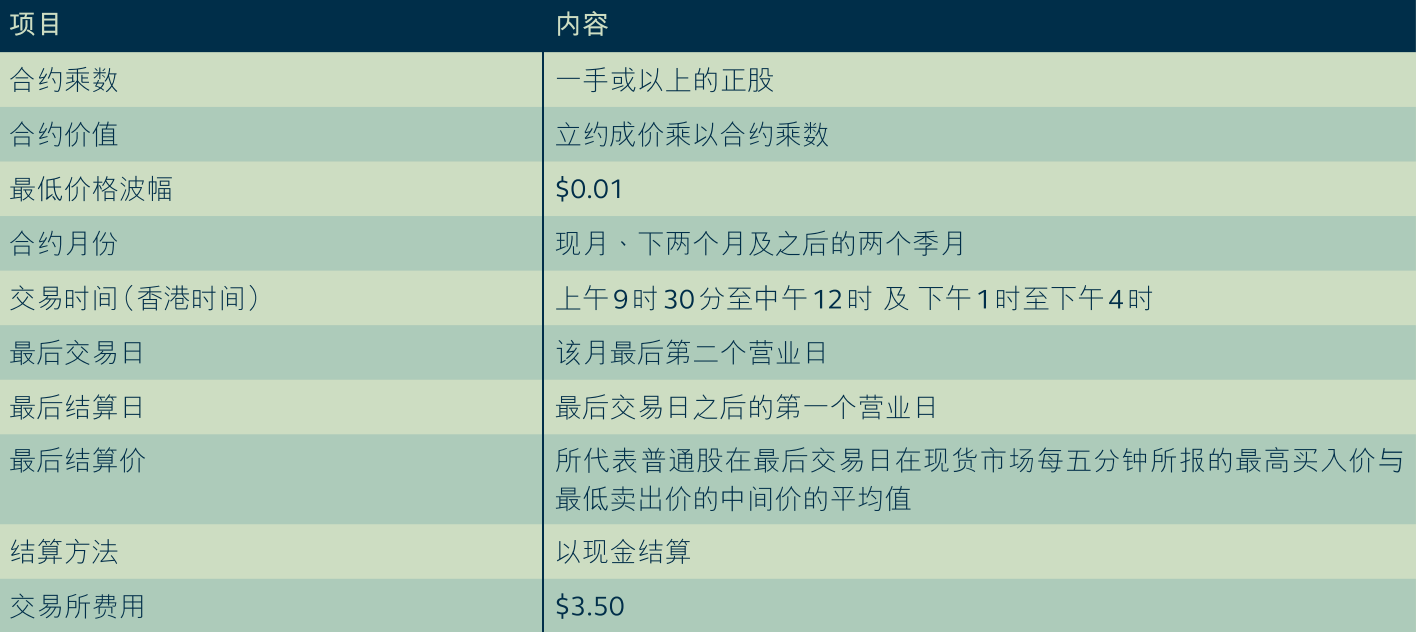 项目 内容
合约乘数 一手或以上的正股
合约价值 立约成价乘以合约乘数
最低价格波幅 $0.01
合约月份 现月、下两个月及之后的两个季月
交易时间(香港时间) 上午9时30分至中午12时 及 下午1时至下午4时
最后交易日 该月最后第二个营业日
最后结算日 最后交易日之后的第一个营业日
最后结算价 所代表普通股在最后交易日在现货市场每五分钟所报的最高买入价与
最低卖出价的中间价的平均值
结算方法 以现金结算
交易所费用 $3.50